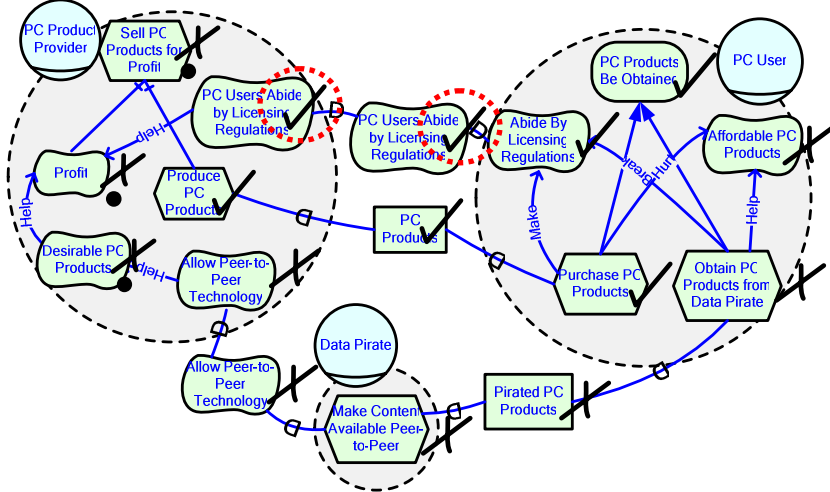 PC Product
Provider
Sell PC
Products for
Profit
PC Users Abide
by Licensing
Regulations
Help
Profit
Produce
PC
Products
Help
Desirable PC
Products
Help
Allow Peer-to-
Peer
Technology
D
PC Users Abide
by Licensing
Regulations
D
D
PC
Products
D
PC Products
Be Obtained
PC User
Abide By
Licensing
Regulations
Affordable PC
Products
Break
Hurt
Make
Help
Purchase PC
Products
Obtain PC
Products from
Data Pirate
D
Allow Peer-to-
Peer
Technology
D
Data Pirate
Make Content
Available Peer-
to-Peer
D
Pirated PC
Products
D